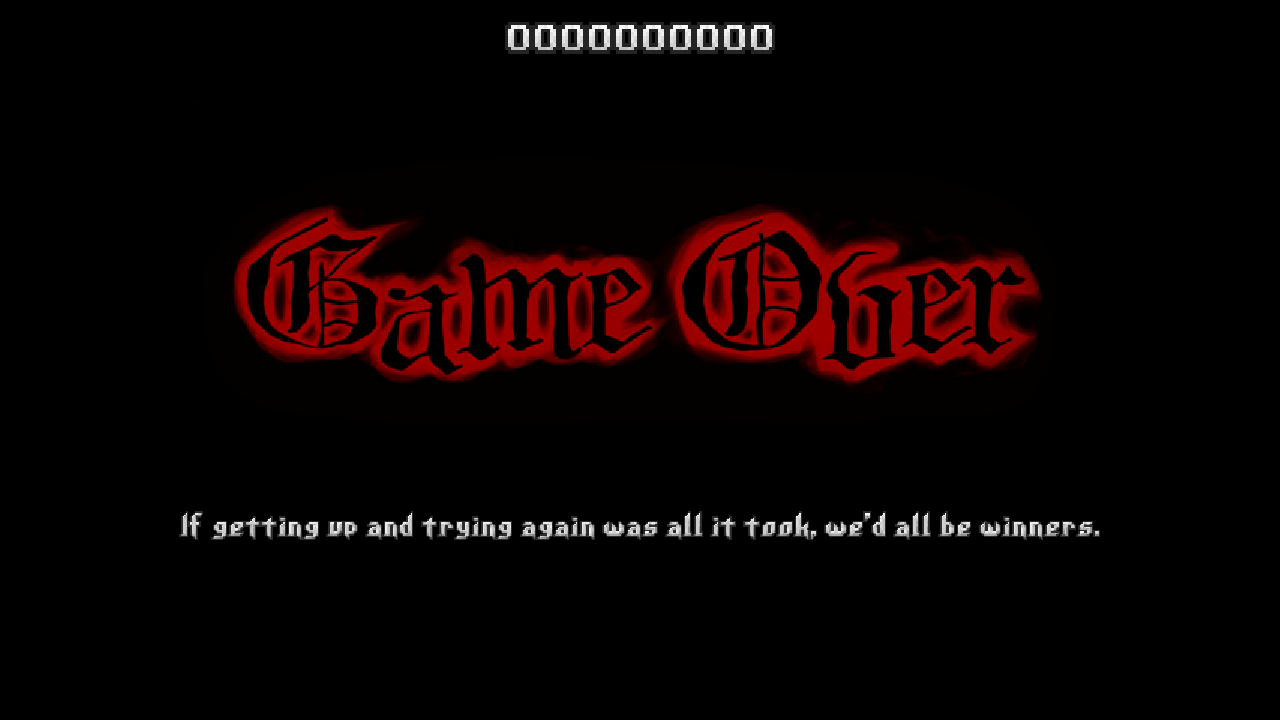 0000000000
Game Over
If getting up and trying again was all it took, we'd all be winners.